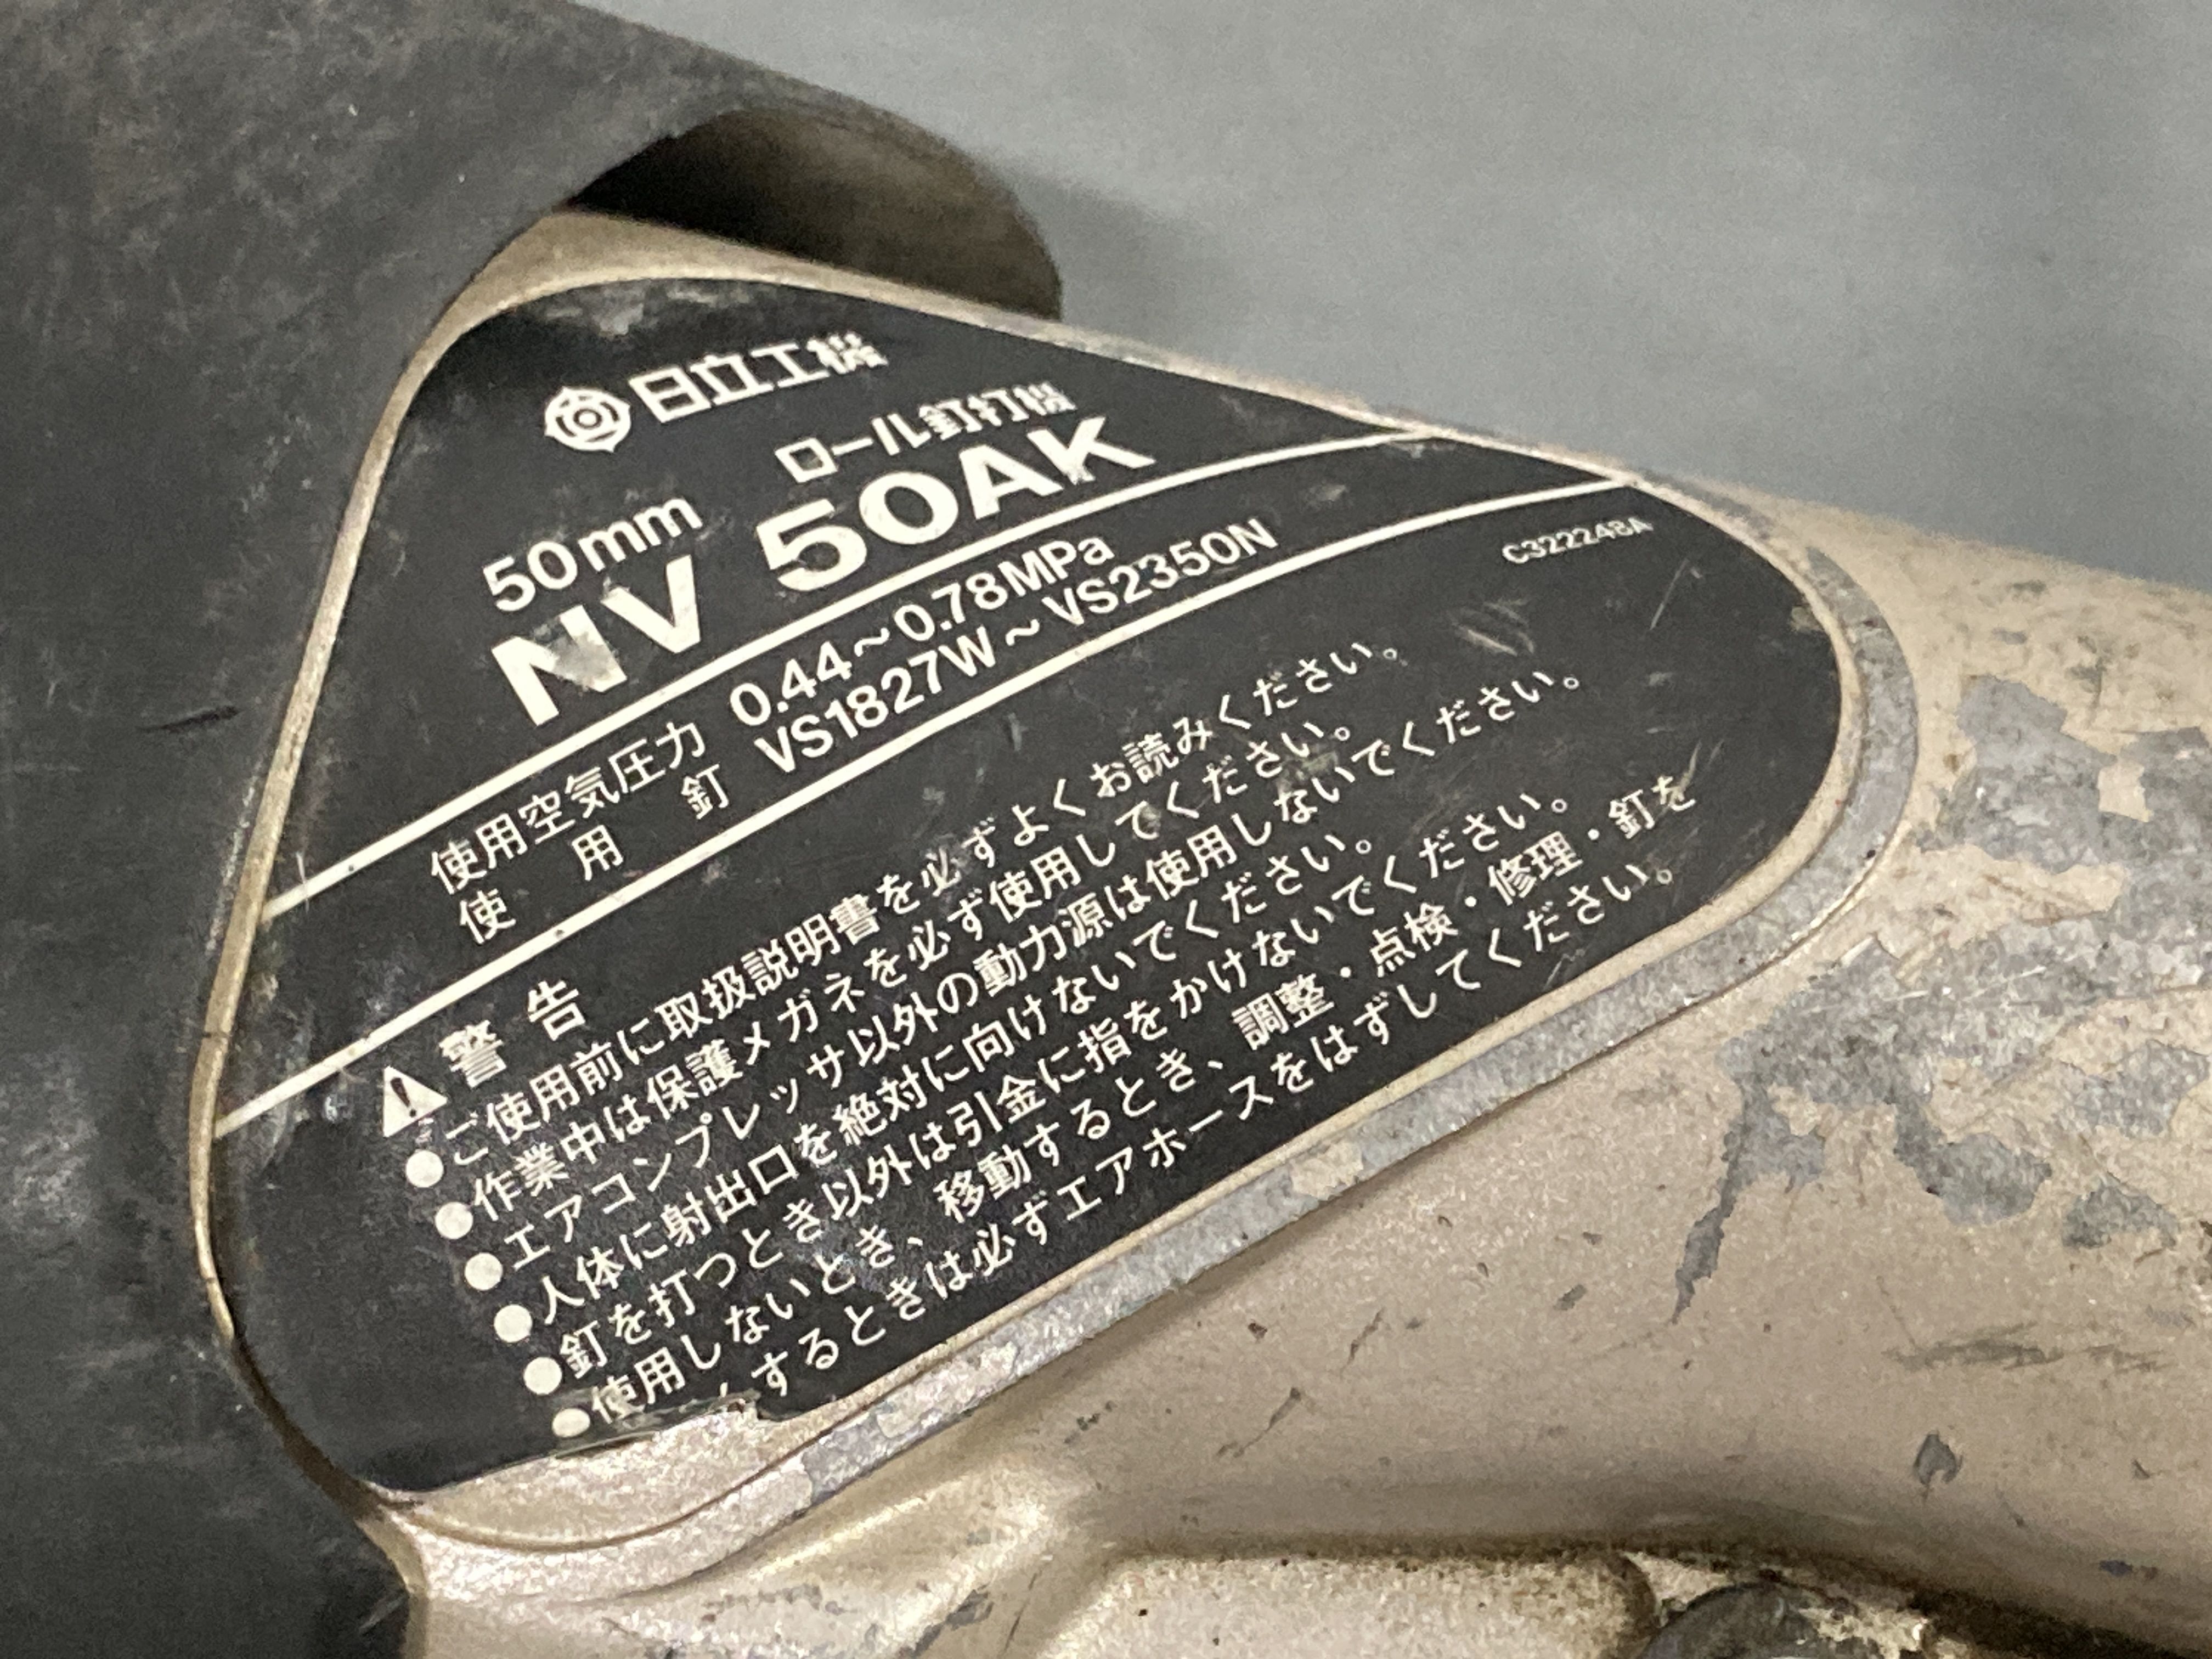 日立工機
ロール釘打機
50mm
NV 50AK
使用空気圧力 0.44～0.78MPa
使用釘 VS1827W～VS2350N
C322248A
警告
●ご使用前に取扱説明書を必ずよくお読みください。
●作業中は保護メガネを必ず使用してください。
●エアコンプレッサ以外の動力源は使用しないでください。
●人体に射出口を絶対に向けないでください。
●釘を打つとき以外は引金に指をかけないでください。
●使用しないとき、移動するとき、調整・点検・修理・釘を
するときは必ずエアホースをはずしてください。